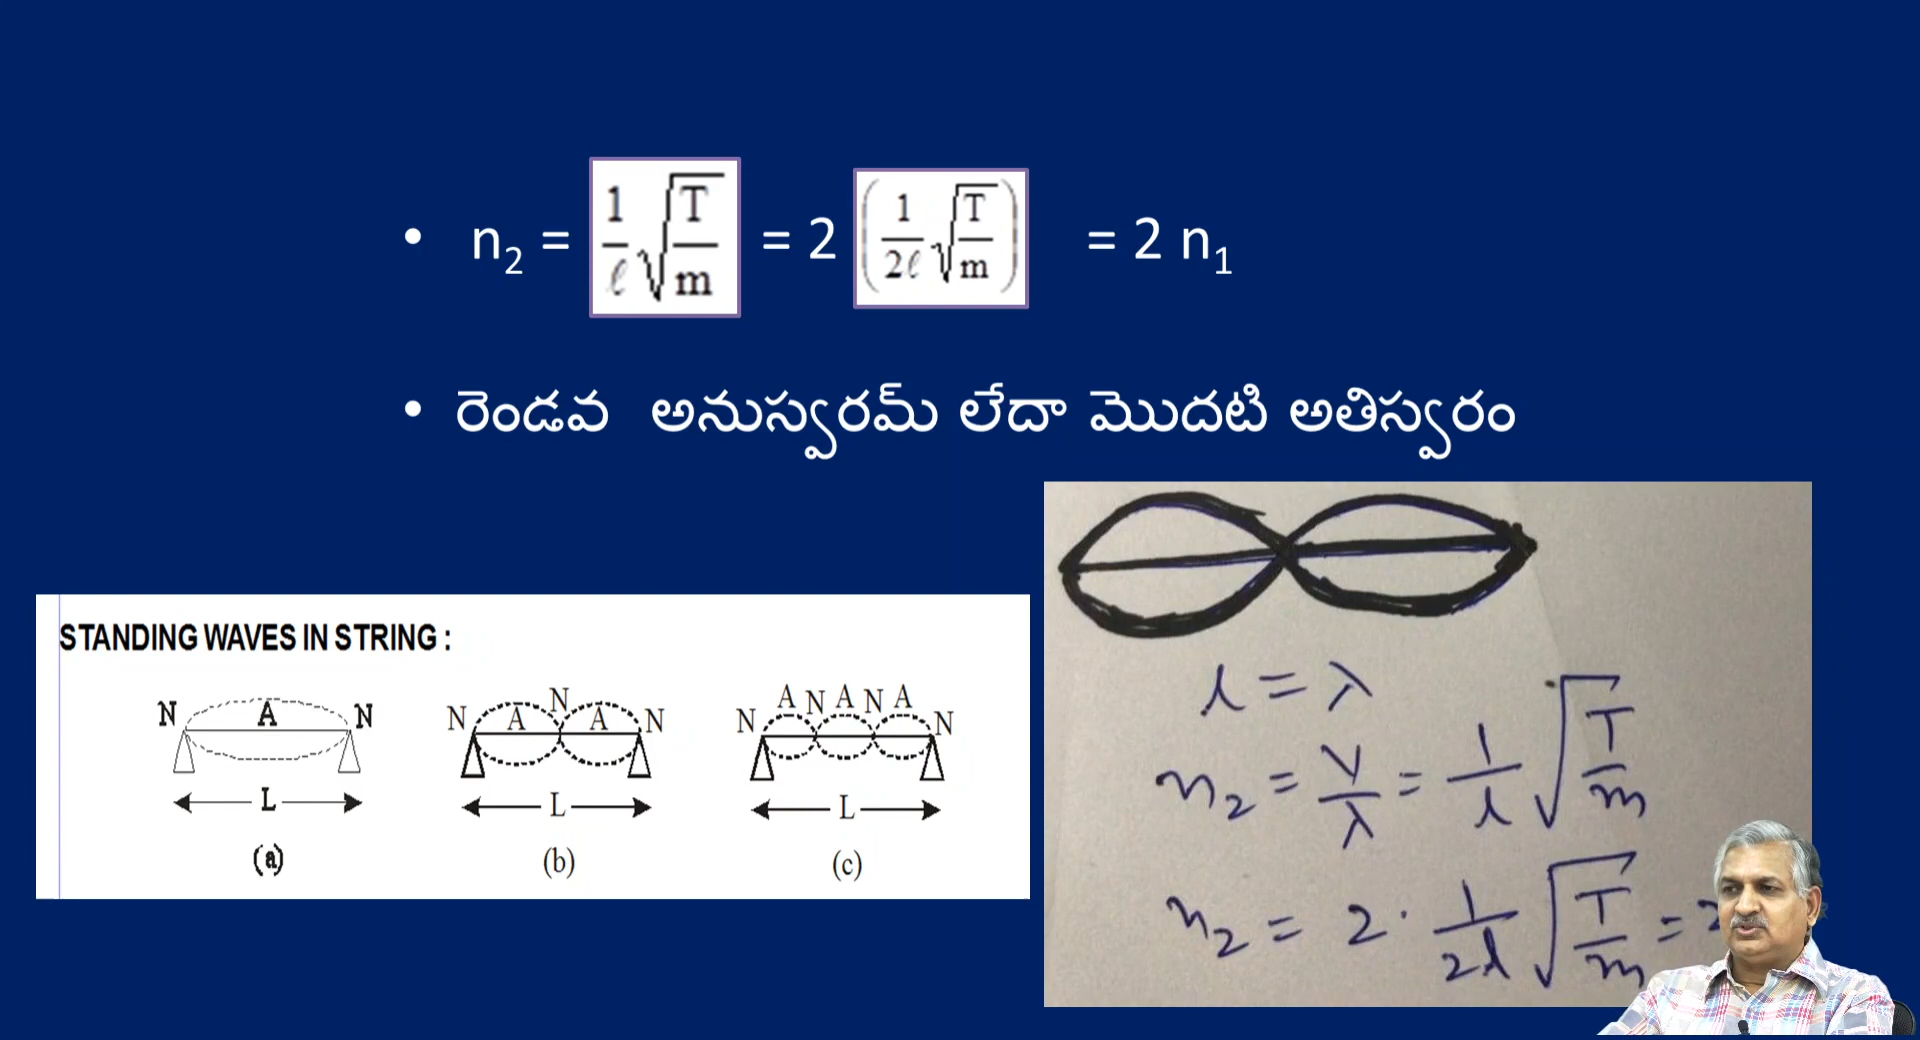 • n₂ = 1/ℓ √(T/m) = 2 (1/2ℓ √(T/m)) = 2 n₁
• రెండవ అనుస్వరమ్ లేదా మొదటి అతిస్వరం
STANDING WAVES IN STRING :
N A N
L
(a)
N A N A N
L
(b)
N A N A N A N
L
(c)
l = λ
n₂ = V/λ = 1/l √(T/m)
n₂ = 2 · 1/2l √(T/m) =